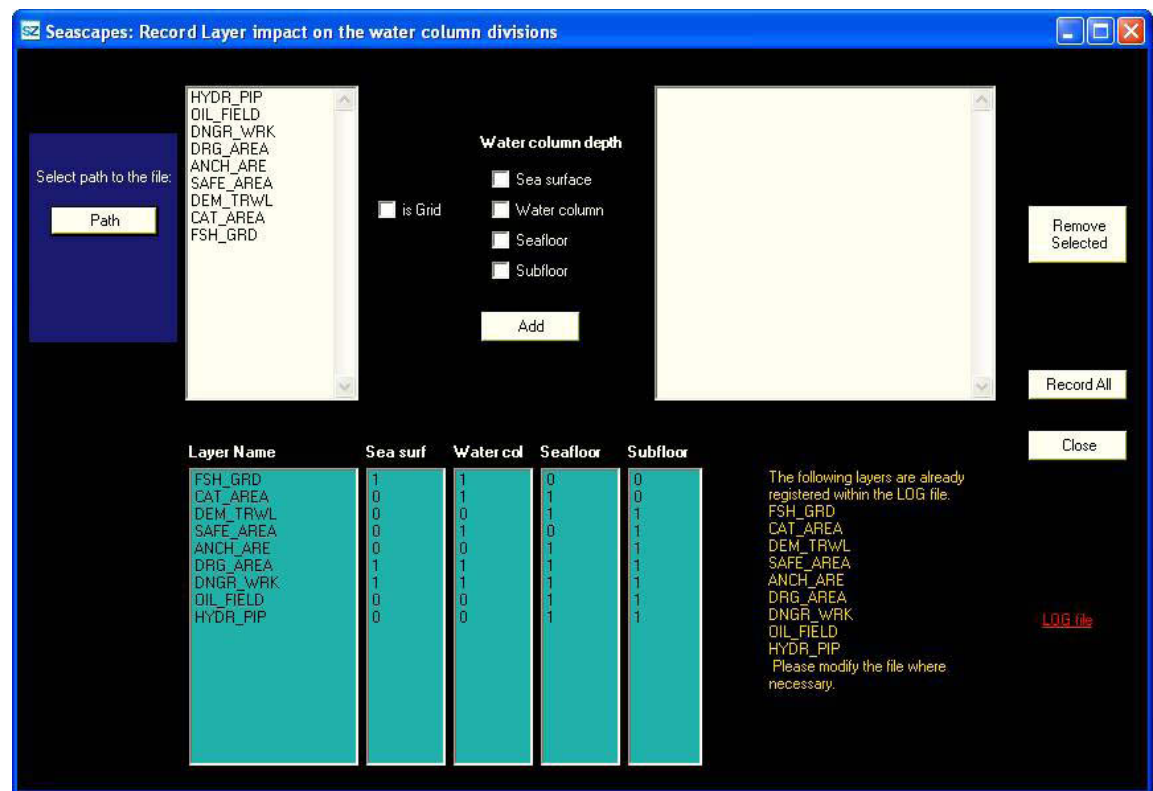 SZ Seascapes: Record Layer impact on the water column divisions
Select path to the file:
Path
HYDR_PIP
OIL_FIELD
DNGR_WRK
DRG_AREA
ANCH_ARE
SAFE_AREA
DEM_TRWL
CAT_AREA
FSH_GRD
is Grid
Water column depth
Sea surface
Water column
Seafloor
Subfloor
Add
Remove
Selected
Record All
Close
Layer Name Sea surf Water col Seafloor Subfloor
FSH_GRD 1 1 0 0
CAT_AREA 0 1 1 0
DEM_TRWL 0 0 1 1
SAFE_AREA 0 1 0 1
ANCH_ARE 0 0 1 1
DRG_AREA 1 1 1 1
DNGR_WRK 1 1 1 1
OIL_FIELD 0 0 1 1
HYDR_PIP 0 0 1 1
The following layers are already
registered within the LOG file.
FSH_GRD
CAT_AREA
DEM_TRWL
SAFE_AREA
ANCH_ARE
DRG_AREA
DNGR_WRK
OIL_FIELD
HYDR_PIP
Please modify the file where
necessary.
LOG file